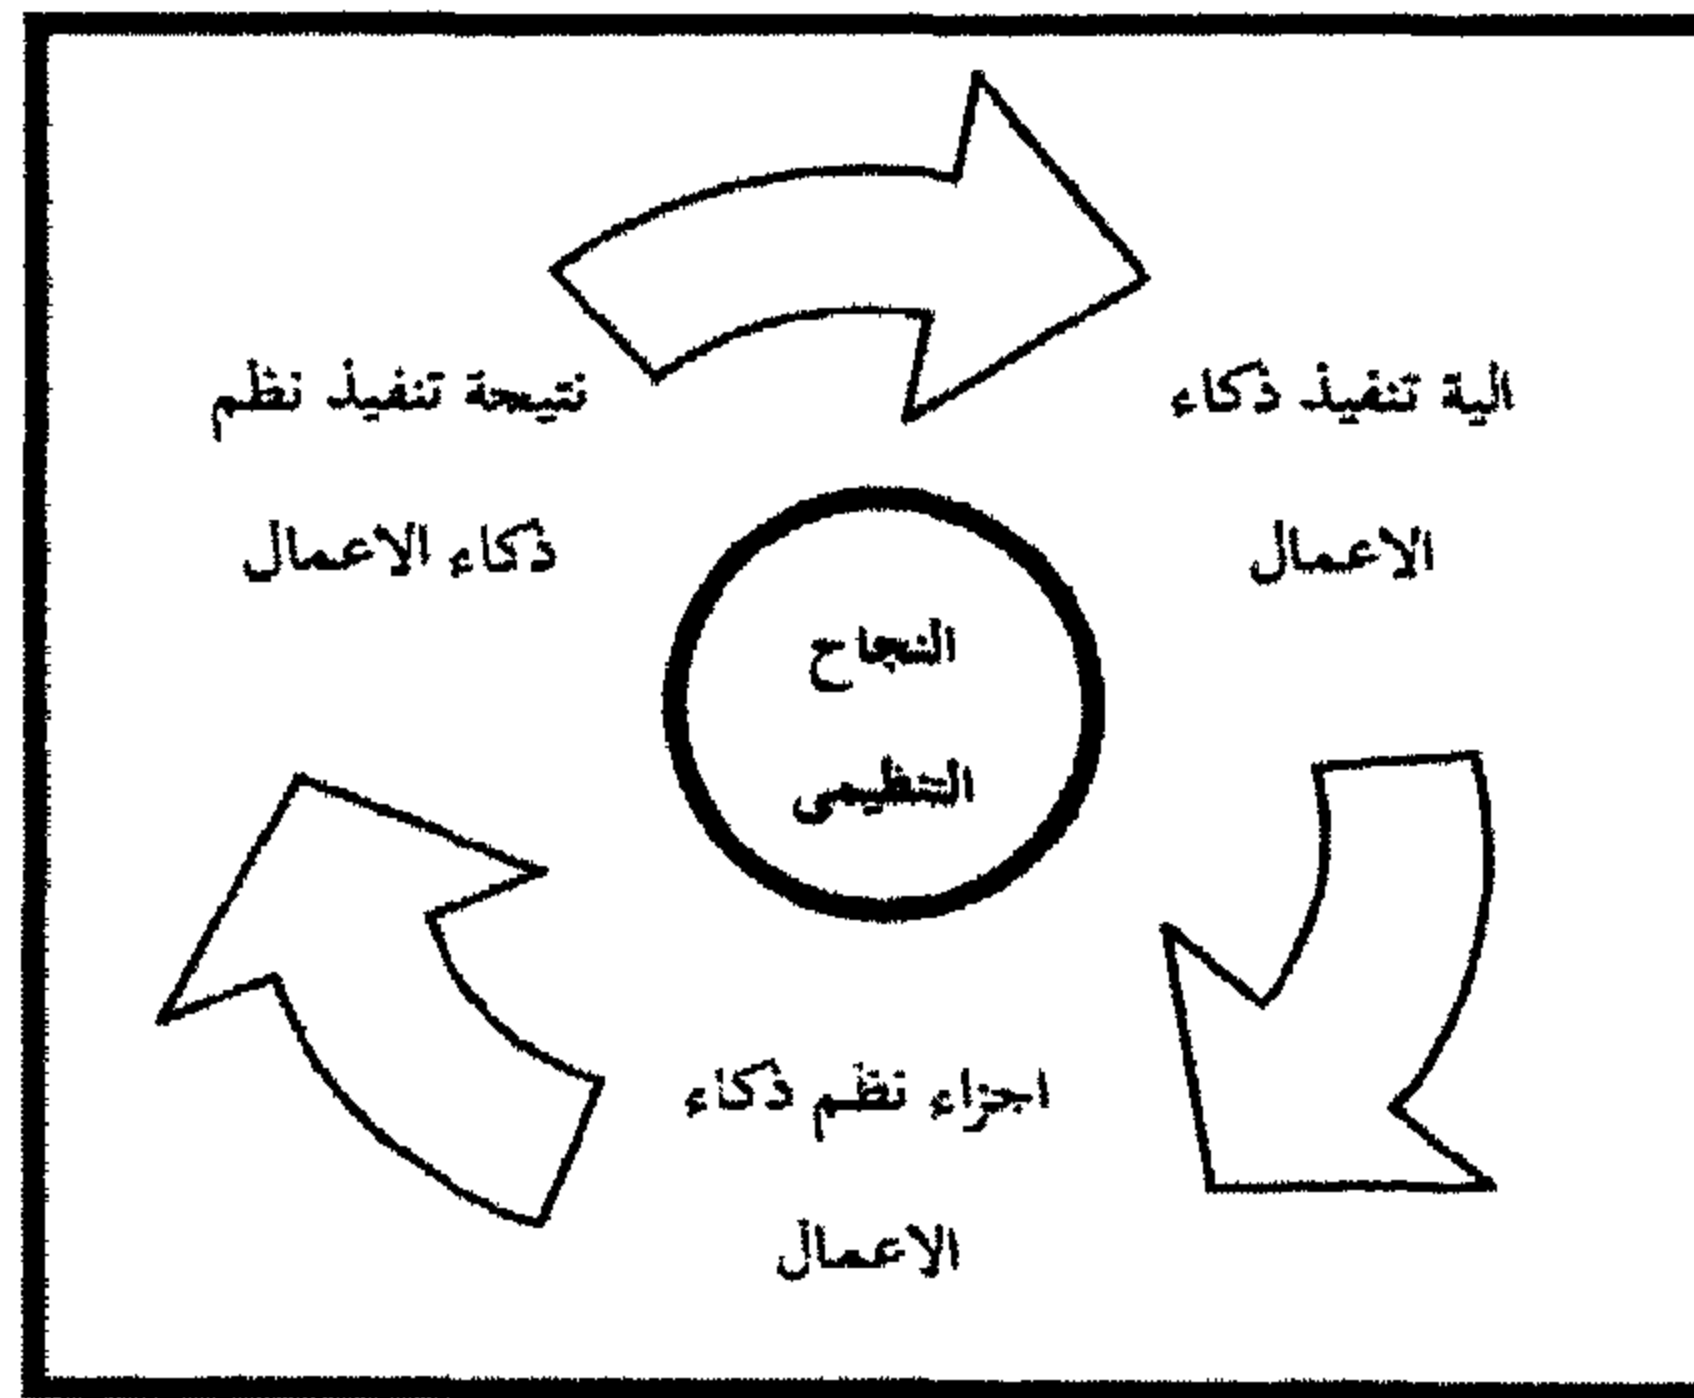 الية تنفيذ ذكاء
الاعمال
نتيجة تنفيذ نظم
ذكاء الاعمال
النجاح
التنظيمى
اجزاء نظم ذكاء
الاعمال